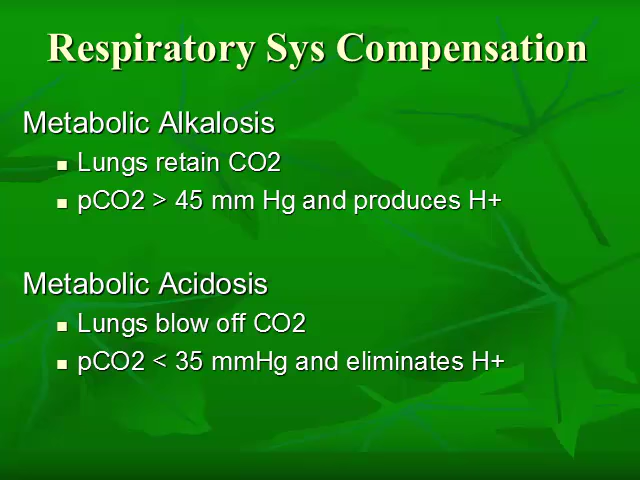 Respiratory Sys Compensation
Metabolic Alkalosis
Lungs retain CO2
pCO2 > 45 mm Hg and produces H+
Metabolic Acidosis
Lungs blow off CO2
pCO2 < 35 mmHg and eliminates H+